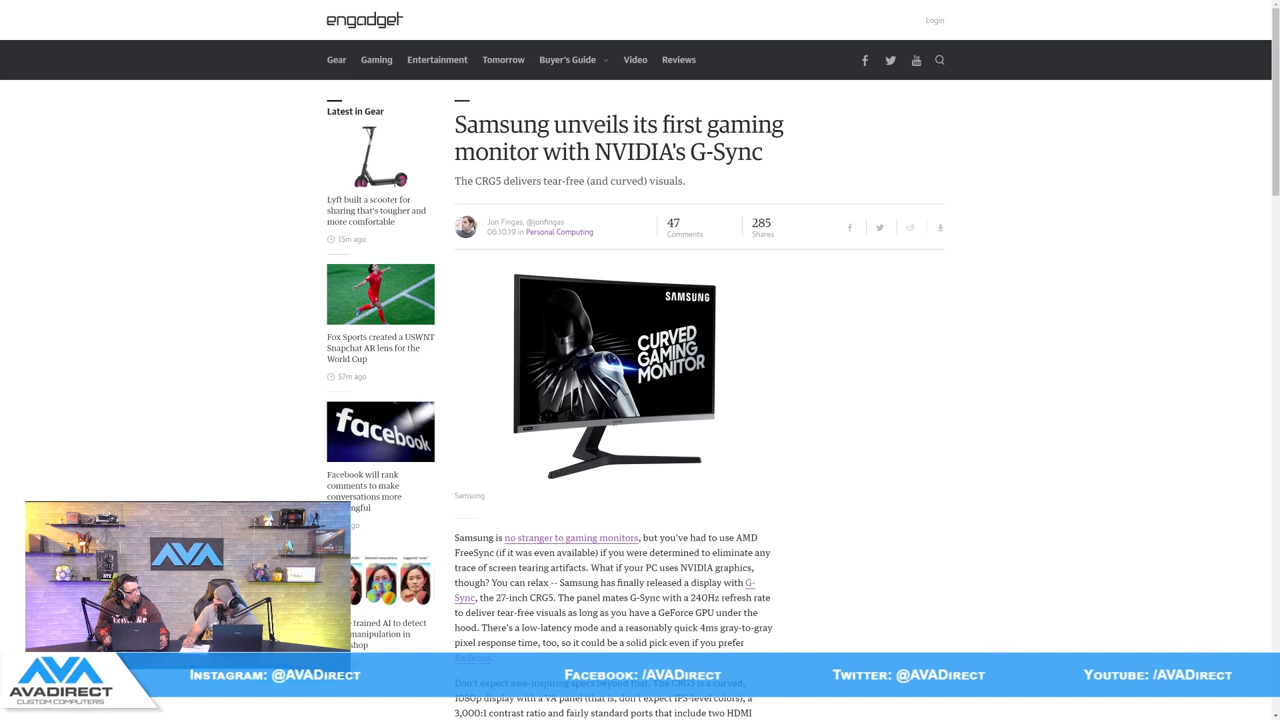 engadget
Login
Gear Gaming Entertainment Tomorrow Buyer's Guide Video Reviews
Latest in Gear
Lyft built a scooter for
sharing that's tougher and
more comfortable
15m ago
Fox Sports created a USWNT
Snapchat AR lens for the
World Cup
57m ago
facebook
Facebook will rank
comments to make
conversations more
ngful
go
trained AI to detect
manipulation in
shop
Samsung unveils its first gaming
monitor with NVIDIA's G-Sync
The CRG5 delivers tear-free (and curved) visuals.
Jon Fingas, @jonfingas
06.10.19 in Personal Computing
47
Comments
285
Shares
SAMSUNG
CURVED
GAMING
MONITOR
Samsung
Samsung is no stranger to gaming monitors, but you've had to use AMD
FreeSync (if it was even available) if you were determined to eliminate any
trace of screen tearing artifacts. What if your PC uses NVIDIA graphics,
though? You can relax -- Samsung has finally released a display with G-
Sync, the 27-inch CRG5. The panel mates G-Sync with a 240Hz refresh rate
to deliver tear-free visuals as long as you have a GeForce GPU under the
hood. There's a low-latency mode and a reasonably quick 4ms gray-to-gray
pixel response time, too, so it could be a solid pick even if you prefer
Radeons.
Don't expect awe-inspiring specs beyond that. The CRG5 is a curved,
1080p display with a VA panel (that is, don't expect IPS-level colors), a
3,000:1 contrast ratio and fairly standard ports that include two HDMI
AVA
AVADIRECT
CUSTOM COMPUTERS
INSTAGRAM: @AVADIRECT
FACEBOOK: /AVADIRECT
TWITTER: @AVADIRECT
YOUTUBE: /AVADIRECT